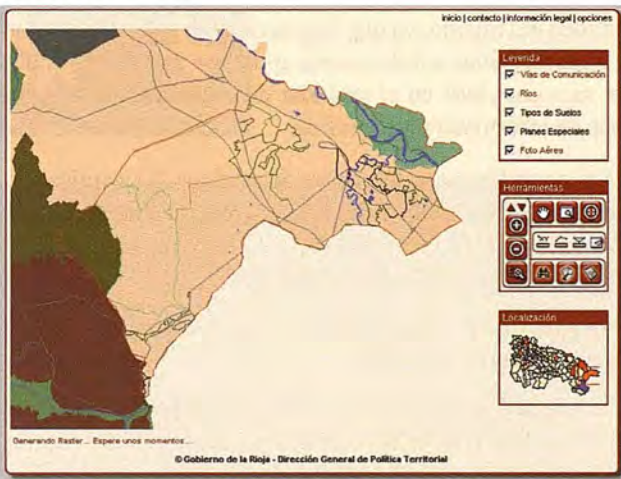 inicio | contacto | información legal | opciones
Leyenda
Vías de Comunicación
Ríos
Tipos de Suelos
Planes Especiales
Foto Aérea
Herramientas
Localización
Generando Raster... Espere unos momentos...
© Gobierno de la Rioja - Dirección General de Política Territorial